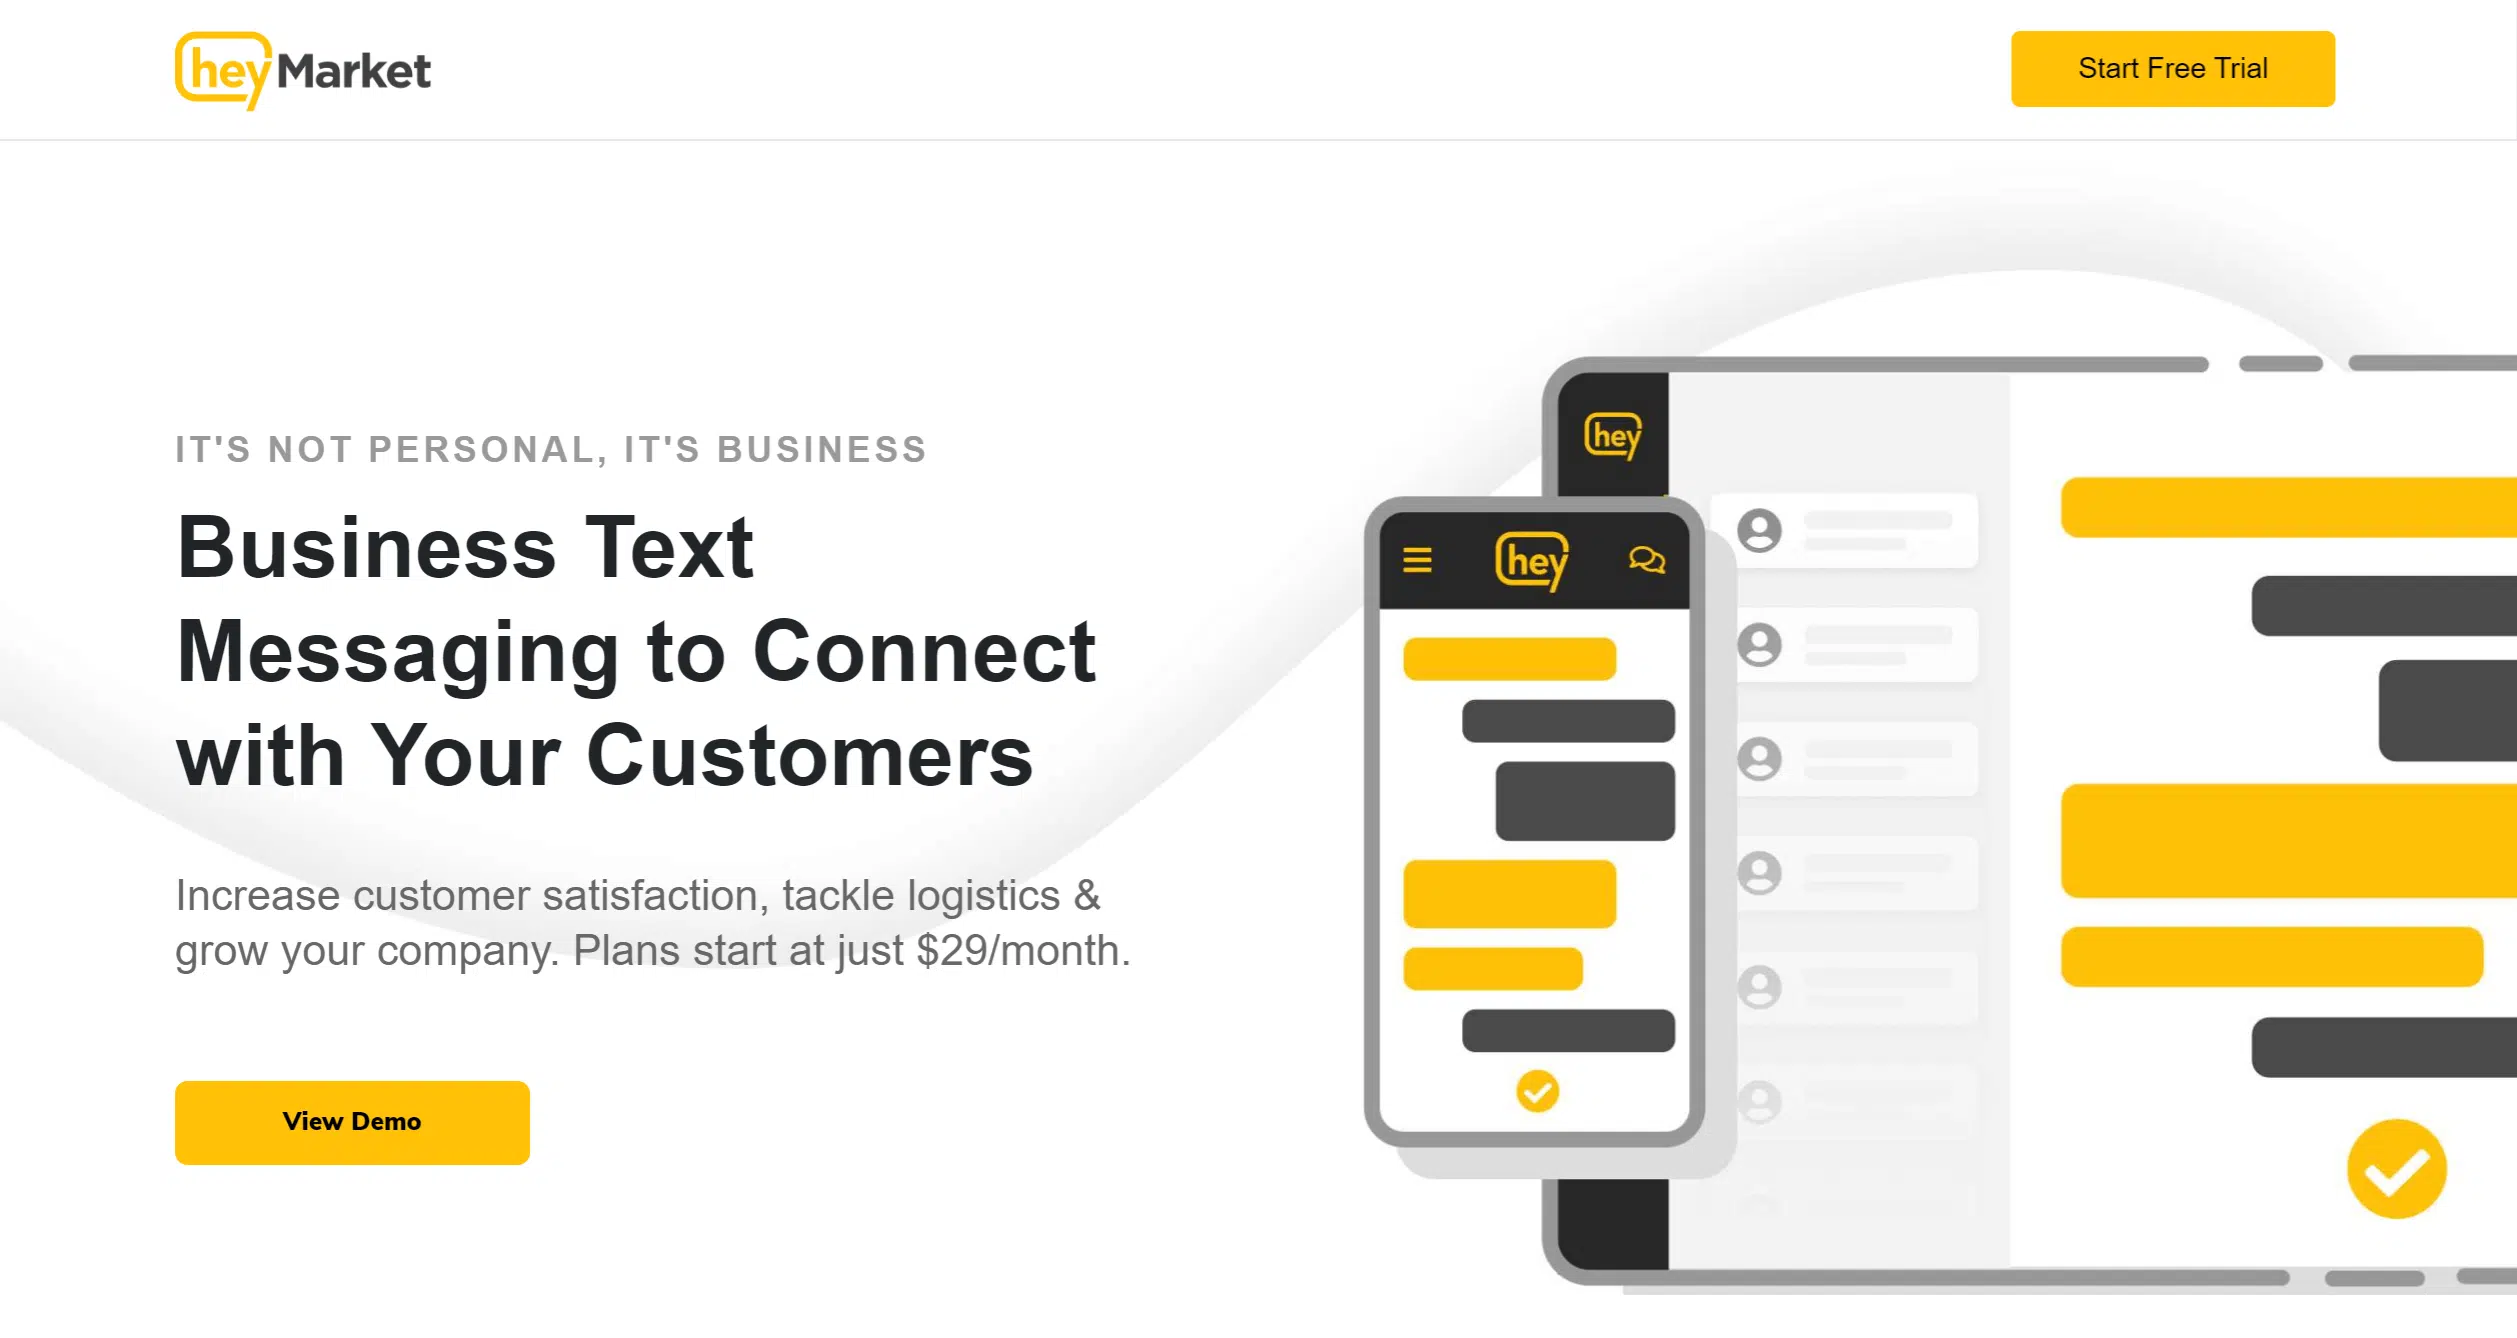 heyMarket
Start Free Trial
IT'S NOT PERSONAL, IT'S BUSINESS
Business Text
Messaging to Connect
with Your Customers
Increase customer satisfaction, tackle logistics &
grow your company. Plans start at just $29/month.
View Demo
hey
hey